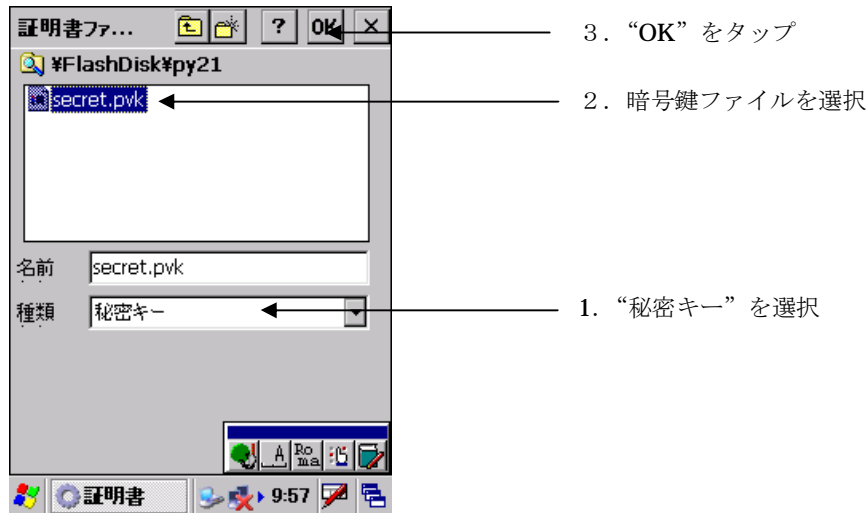 証明書ファ... ? OK ×
３．“OK”をタップ
¥FlashDisk¥py21
secret.pvk
２．暗号鍵ファイルを選択
名前 secret.pvk
種類 秘密キー
1．“秘密キー”を選択
A Ro ma
証明書 9:57